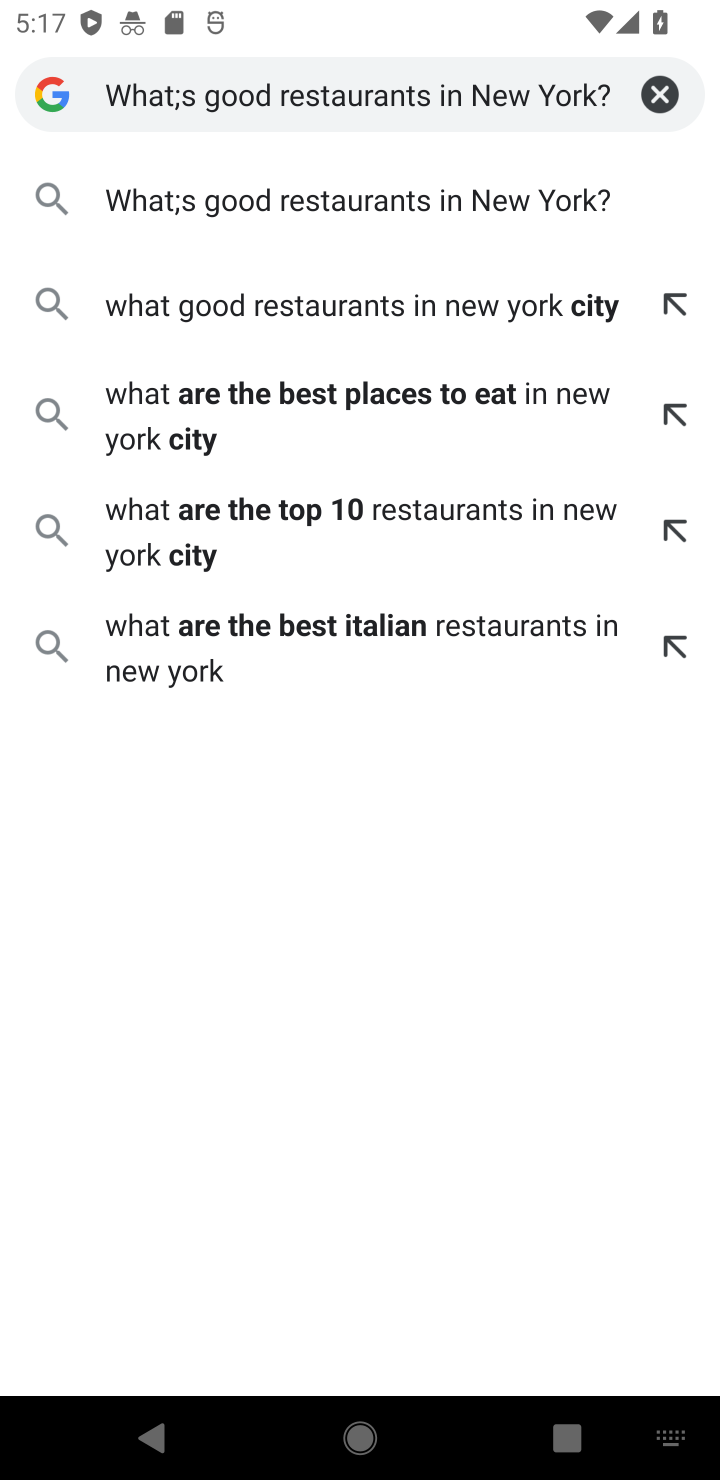 5:17
What;s good restaurants in New York?
What;s good restaurants in New York?
what good restaurants in new york city
what are the best places to eat in new
york city
what are the top 10 restaurants in new
york city
what are the best italian restaurants in
new york